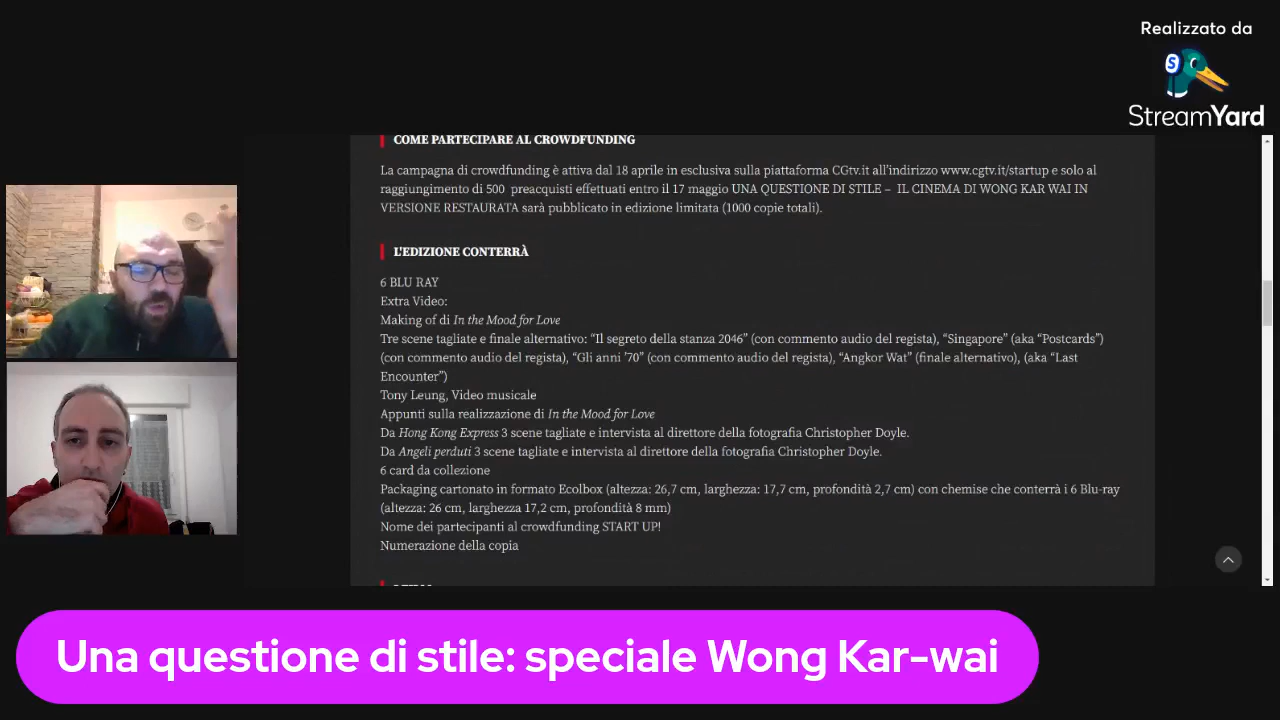 Realizzato da
StreamYard
COME PARTECIPARE AL CROWDFUNDING
La campagna di crowdfunding è attiva dal 18 aprile in esclusiva sulla piattaforma CGtv.it all'indirizzo www.cgtv.it/startup e solo al
raggiungimento di 500 preacquisti effettuati entro il 17 maggio UNA QUESTIONE DI STILE – IL CINEMA DI WONG KAR WAI IN
VERSIONE RESTAURATA sarà pubblicato in edizione limitata (1000 copie totali).
L'EDIZIONE CONTERRÀ
6 BLU RAY
Extra Video:
Making of di In the Mood for Love
Tre scene tagliate e finale alternativo: “Il segreto della stanza 2046” (con commento audio del regista), “Singapore” (aka “Postcards”)
(con commento audio del regista), “Gli anni ’70” (con commento audio del regista), “Angkor Wat” (finale alternativo), (aka “Last
Encounter”)
Tony Leung, Video musicale
Appunti sulla realizzazione di In the Mood for Love
Da Hong Kong Express 3 scene tagliate e intervista al direttore della fotografia Christopher Doyle.
Da Angeli perduti 3 scene tagliate e intervista al direttore della fotografia Christopher Doyle.
6 card da collezione
Packaging cartonato in formato Ecolbox (altezza: 26,7 cm, larghezza: 17,7 cm, profondità 2,7 cm) con chemise che conterrà i 6 Blu-ray
(altezza: 26 cm, larghezza 17,2 cm, profondità 8 mm)
Nome dei partecipanti al crowdfunding START UP!
Numerazione della copia
Una questione di stile: speciale Wong Kar-wai